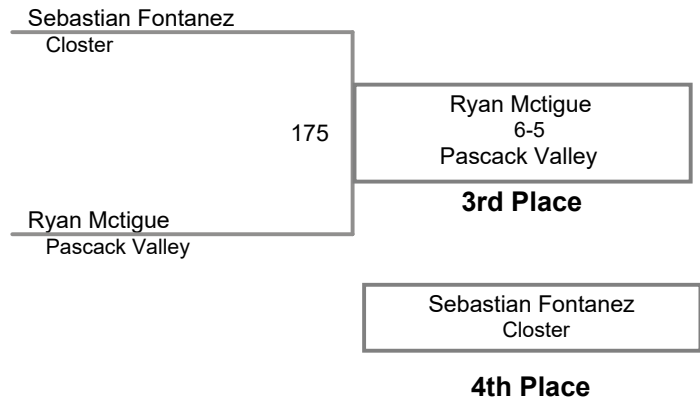 Sebastian Fontanez
Closter
175
Ryan Mctigue
6-5
Pascack Valley
3rd Place
Ryan Mctigue
Pascack Valley
Sebastian Fontanez
Closter
4th Place